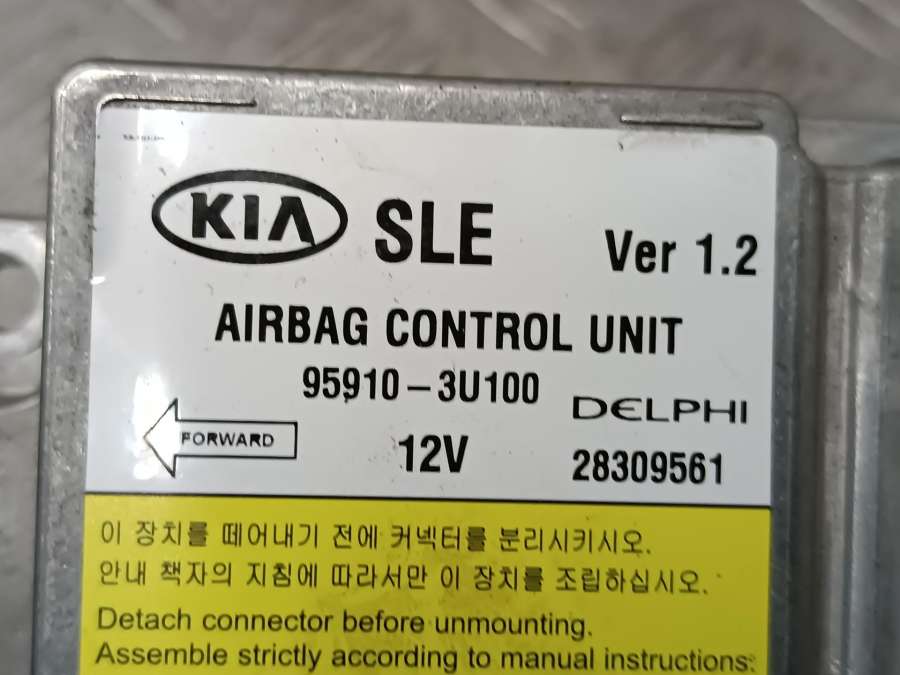 KIA SLE Ver 1.2
AIRBAG CONTROL UNIT
95910-3U100
DELPHI
FORWARD 12V 28309561
이 장치를 떼어내기 전에 커넥터를 분리시키시오.
안내 책자의 지침에 따라서만 이 장치를 조립하십시오.
Detach connector before unmounting.
Assemble strictly according to manual instructions: